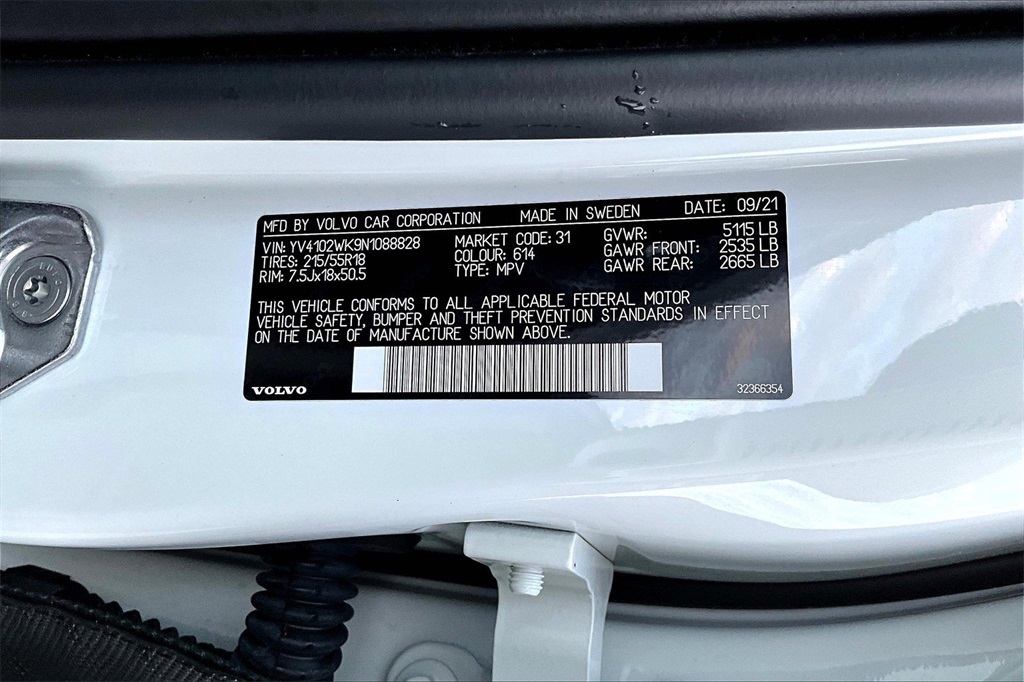 MFD BY VOLVO CAR CORPORATION MADE IN SWEDEN DATE: 09/21
VIN: YV4102WK9N1088828 MARKET CODE: 31 GVWR: 5115 LB
TIRES: 215/55R18 COLOUR: 614 GAWR FRONT: 2535 LB
RIM: 7.5Jx18x50.5 TYPE: MPV GAWR REAR: 2665 LB
THIS VEHICLE CONFORMS TO ALL APPLICABLE FEDERAL MOTOR
VEHICLE SAFETY, BUMPER AND THEFT PREVENTION STANDARDS IN EFFECT
ON THE DATE OF MANUFACTURE SHOWN ABOVE.
VOLVO 32366354